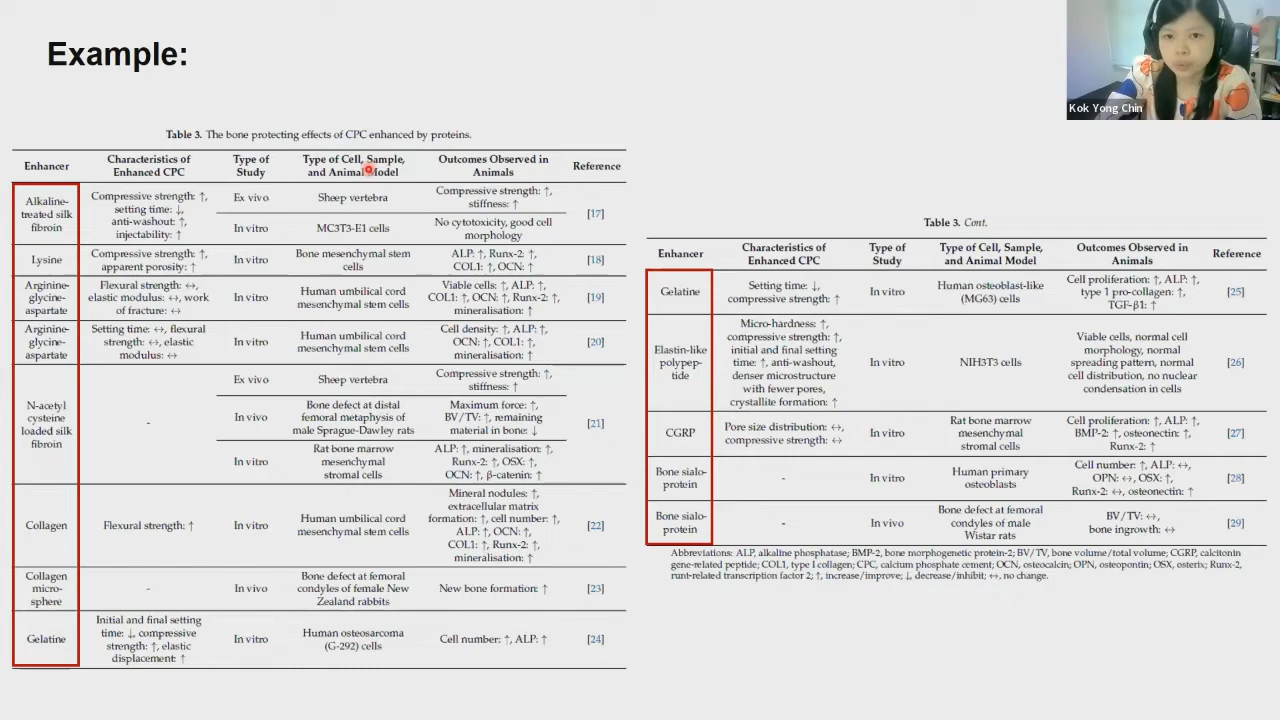 Example:
Kok Yong Chin
Table 3. The bone protecting effects of CPC enhanced by proteins.
Enhancer
Characteristics of
Enhanced CPC
Type of
Study
Type of Cell, Sample,
and Animal Model
Outcomes Observed in
Animals
Reference
Alkaline-
treated silk
fibroin
Compressive strength: ↑,
setting time: ↓,
anti-washout: ↑,
injectability: ↑
Ex vivo
Sheep vertebra
Compressive strength: ↑,
stiffness: ↑
[17]
In vitro
MC3T3-E1 cells
No cytotoxicity, good cell
morphology
Lysine
Compressive strength: ↑,
apparent porosity: ↑
In vitro
Bone mesenchymal stem
cells
ALP: ↑, Runx-2: ↑,
COL1: ↑, OCN: ↑
[18]
Arginine-
glycine-
aspartate
Flexural strength: ↔,
elastic modulus: ↔, work
of fracture: ↔
In vitro
Human umbilical cord
mesenchymal stem cells
Viable cells: ↑, ALP: ↑,
COL1: ↑, OCN: ↑, Runx-2: ↑,
mineralisation: ↑
[19]
Arginine-
glycine-
aspartate
Setting time: ↔, flexural
strength: ↔, elastic
modulus: ↔
In vitro
Human umbilical cord
mesenchymal stem cells
Cell density: ↑, ALP: ↑,
OCN: ↑, COL1: ↑,
mineralisation: ↑
[20]
N-acetyl
cysteine
loaded silk
fibroin
-
Ex vivo
Sheep vertebra
Compressive strength: ↑,
stiffness: ↑
In vivo
Bone defect at distal
femoral metaphysis of
male Sprague-Dawley rats
Maximum force: ↑,
BV/TV: ↑, remaining
material in bone: ↓
[21]
In vitro
Rat bone marrow
mesenchymal
stromal cells
ALP: ↑, mineralisation: ↑,
Runx-2: ↑, OSX: ↑,
OCN: ↑, β-catenin: ↑
Collagen
Flexural strength: ↑
In vitro
Human umbilical cord
mesenchymal stem cells
Mineral nodules: ↑,
extracellular matrix
formation: ↑, cell number: ↑,
ALP: ↑, OCN: ↑,
COL1: ↑, Runx-2: ↑,
mineralisation: ↑
[22]
Collagen
micro-
sphere
-
In vivo
Bone defect at femoral
condyles of female New
Zealand rabbits
New bone formation: ↑
[23]
Gelatine
Initial and final setting
time: ↓, compressive
strength: ↑, elastic
displacement: ↑
In vitro
Human osteosarcoma
(G-292) cells
Cell number: ↑, ALP: ↑
[24]
Table 3. Cont.
Enhancer
Characteristics of
Enhanced CPC
Type of
Study
Type of Cell, Sample,
and Animal Model
Outcomes Observed in
Animals
Reference
Gelatine
Setting time: ↓,
compressive strength: ↑
In vitro
Human osteoblast-like
(MG63) cells
Cell proliferation: ↑, ALP: ↑,
type 1 pro-collagen: ↑,
TGF-β1: ↑
[25]
Elastin-like
polypep-
tide
Micro-hardness: ↑,
compressive strength: ↑,
initial and final setting
time: ↑, anti-washout,
denser microstructure
with fewer pores,
crystallite formation: ↑
In vitro
NIH3T3 cells
Viable cells, normal cell
morphology, normal
spreading pattern, normal
cell distribution, no nuclear
condensation in cells
[26]
CGRP
Pore size distribution: ↔,
compressive strength: ↔
In vitro
Rat bone marrow
mesenchymal
stromal cells
Cell proliferation: ↑, ALP: ↑,
BMP-2: ↑, osteonectin: ↑,
Runx-2: ↑
[27]
Bone sialo-
protein
-
In vitro
Human primary
osteoblasts
Cell number: ↑, ALP: ↔,
OPN: ↔, OSX: ↑,
Runx-2: ↔, osteonectin: ↑
[28]
Bone sialo-
protein
-
In vivo
Bone defect at femoral
condyles of male
Wistar rats
BV/TV: ↔,
bone ingrowth: ↔
[29]
Abbreviations: ALP, alkaline phosphatase; BMP-2, bone morphogenetic protein-2; BV/TV, bone volume/total volume; CGRP, calcitonin
gene-related peptide; COL1, type I collagen; CPC, calcium phosphate cement; OCN, osteocalcin; OPN, osteopontin; OSX, osterix; Runx-2,
runt-related transcription factor 2; ↑, increase/improve; ↓, decrease/inhibit; ↔, no change.